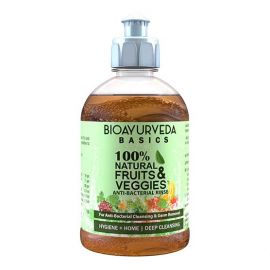 BIOAYURVEDA
BASICS
100%
NATURAL
FRUITS &
VEGGIES
ANTI-BACTERIAL RINSE
For Anti-Bacterial Cleansing & Germ Removal
HYGIENE + HOME | DEEP CLEANSING